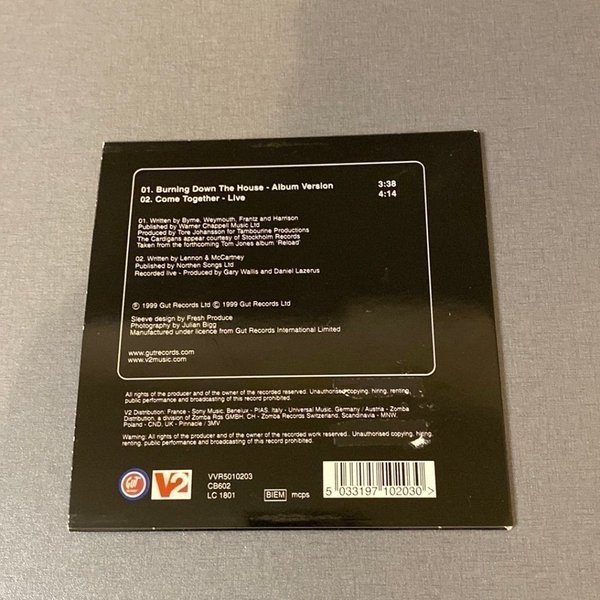 01. Burning Down The House - Album Version 3:38
02. Come Together - Live 4:14
01. Written by Byrne, Weymouth, Frantz and Harrison
Published by Warner Chappell Music Ltd
Produced by Tore Johansson for Tambourine Productions
The Cardigans appear courtesy of Stockholm Records
Taken from the forthcoming Tom Jones album 'Reload'
02. Written by Lennon & McCartney
Published by Northen Songs Ltd
Recorded live - Produced by Gary Wallis and Daniel Lazerus
℗ 1999 Gut Records Ltd © 1999 Gut Records Ltd
Sleeve design by Fresh Produce
Photography by Julian Bigg
Manufactured under licence from Gut Records International Limited
www.gutrecords.com
www.v2music.com
All rights of the producer and of the owner of the recorded reserved. Unauthorised copying, hiring, renting,
public performance and broadcasting of this record prohibited.
V2 Distribution: France - Sony Music, Benelux - PIAS, Italy - Universal Music, Germany / Austria - Zomba
Distribution, a division of Zomba Rds GMBH, CH - Zomba Records Switzerland, Scandinavia - MNW,
Poland - CND, UK - Pinnacle / 3MV
Warning: All rights of the producer and of the owner of the recorded work reserved.. Unauthorised copying, hiring,
renting, public performance and broadcasting of this record prohibited.
GUT
V2
VVR5010203
CB602
LC 1801
BIEM mcps
5 033197 102030 >